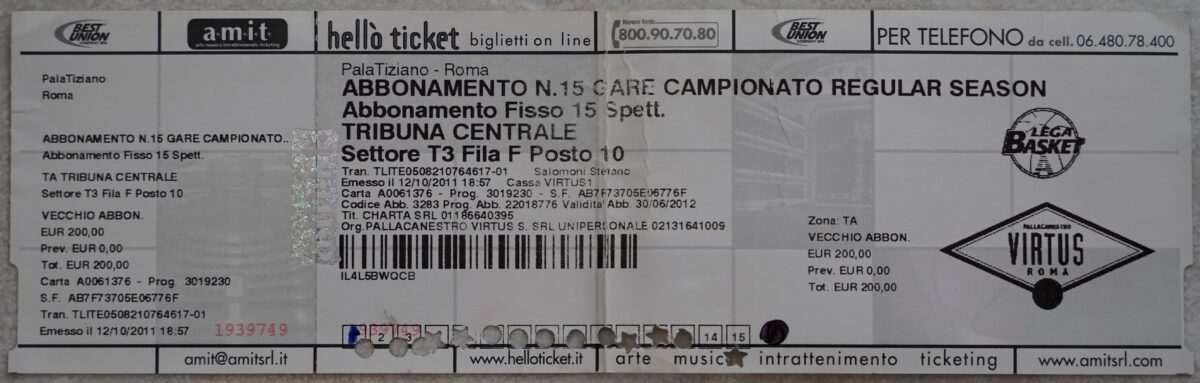 BEST UNION COMPANY SPA
a·m·i·t·
arte musica intrattenimento ticketing
hellò ticket biglietti on line
Numero Verde
800.90.70.80
BEST UNION COMPANY SPA
PER TELEFONO da cell. 06.480.78.400
PalaTiziano
Roma
ABBONAMENTO N.15 GARE CAMPIONATO..
Abbonamento Fisso 15 Spett.
TA TRIBUNA CENTRALE
Settore T3 Fila F Posto 10
VECCHIO ABBON.
EUR 200,00
Prev. EUR 0,00
Tot. EUR 200,00
Carta A0061376 - Prog. 3019230
S.F. AB7F73705E06776F
Tran. TLITE0508210764617-01
Emesso il 12/10/2011 18:57
1939749
PalaTiziano - Roma
ABBONAMENTO N.15 GARE CAMPIONATO REGULAR SEASON
Abbonamento Fisso 15 Spett.
TRIBUNA CENTRALE
Settore T3 Fila F Posto 10
Tran. TLITE0508210764617-01 Salomoni Stefano
Emesso il 12/10/2011 18:57 Cassa VIRTUS1
Carta A0061376 - Prog. 3019230 - S.F. AB7F73705E06776F
Codice Abb. 3283 Prog Abb. 22018776 Validita' Abb. 30/06/2012
Tit. CHARTA SRL 01186640395
Org.PALLACANESTRO VIRTUS S. SRL UNIPERSONALE 02131641009
IL4L5BWQCB
LEGA BASKET
Zona: TA
VECCHIO ABBON.
EUR 200,00
Prev. EUR 0,00
Tot. EUR 200,00
PALLACANESTRO
VIRTUS
ROMA
1939749
2 3 14 15
amit@amitsrl.it
www.helloticket.it
arte music intrattenimento ticketing
www.amitsrl.com